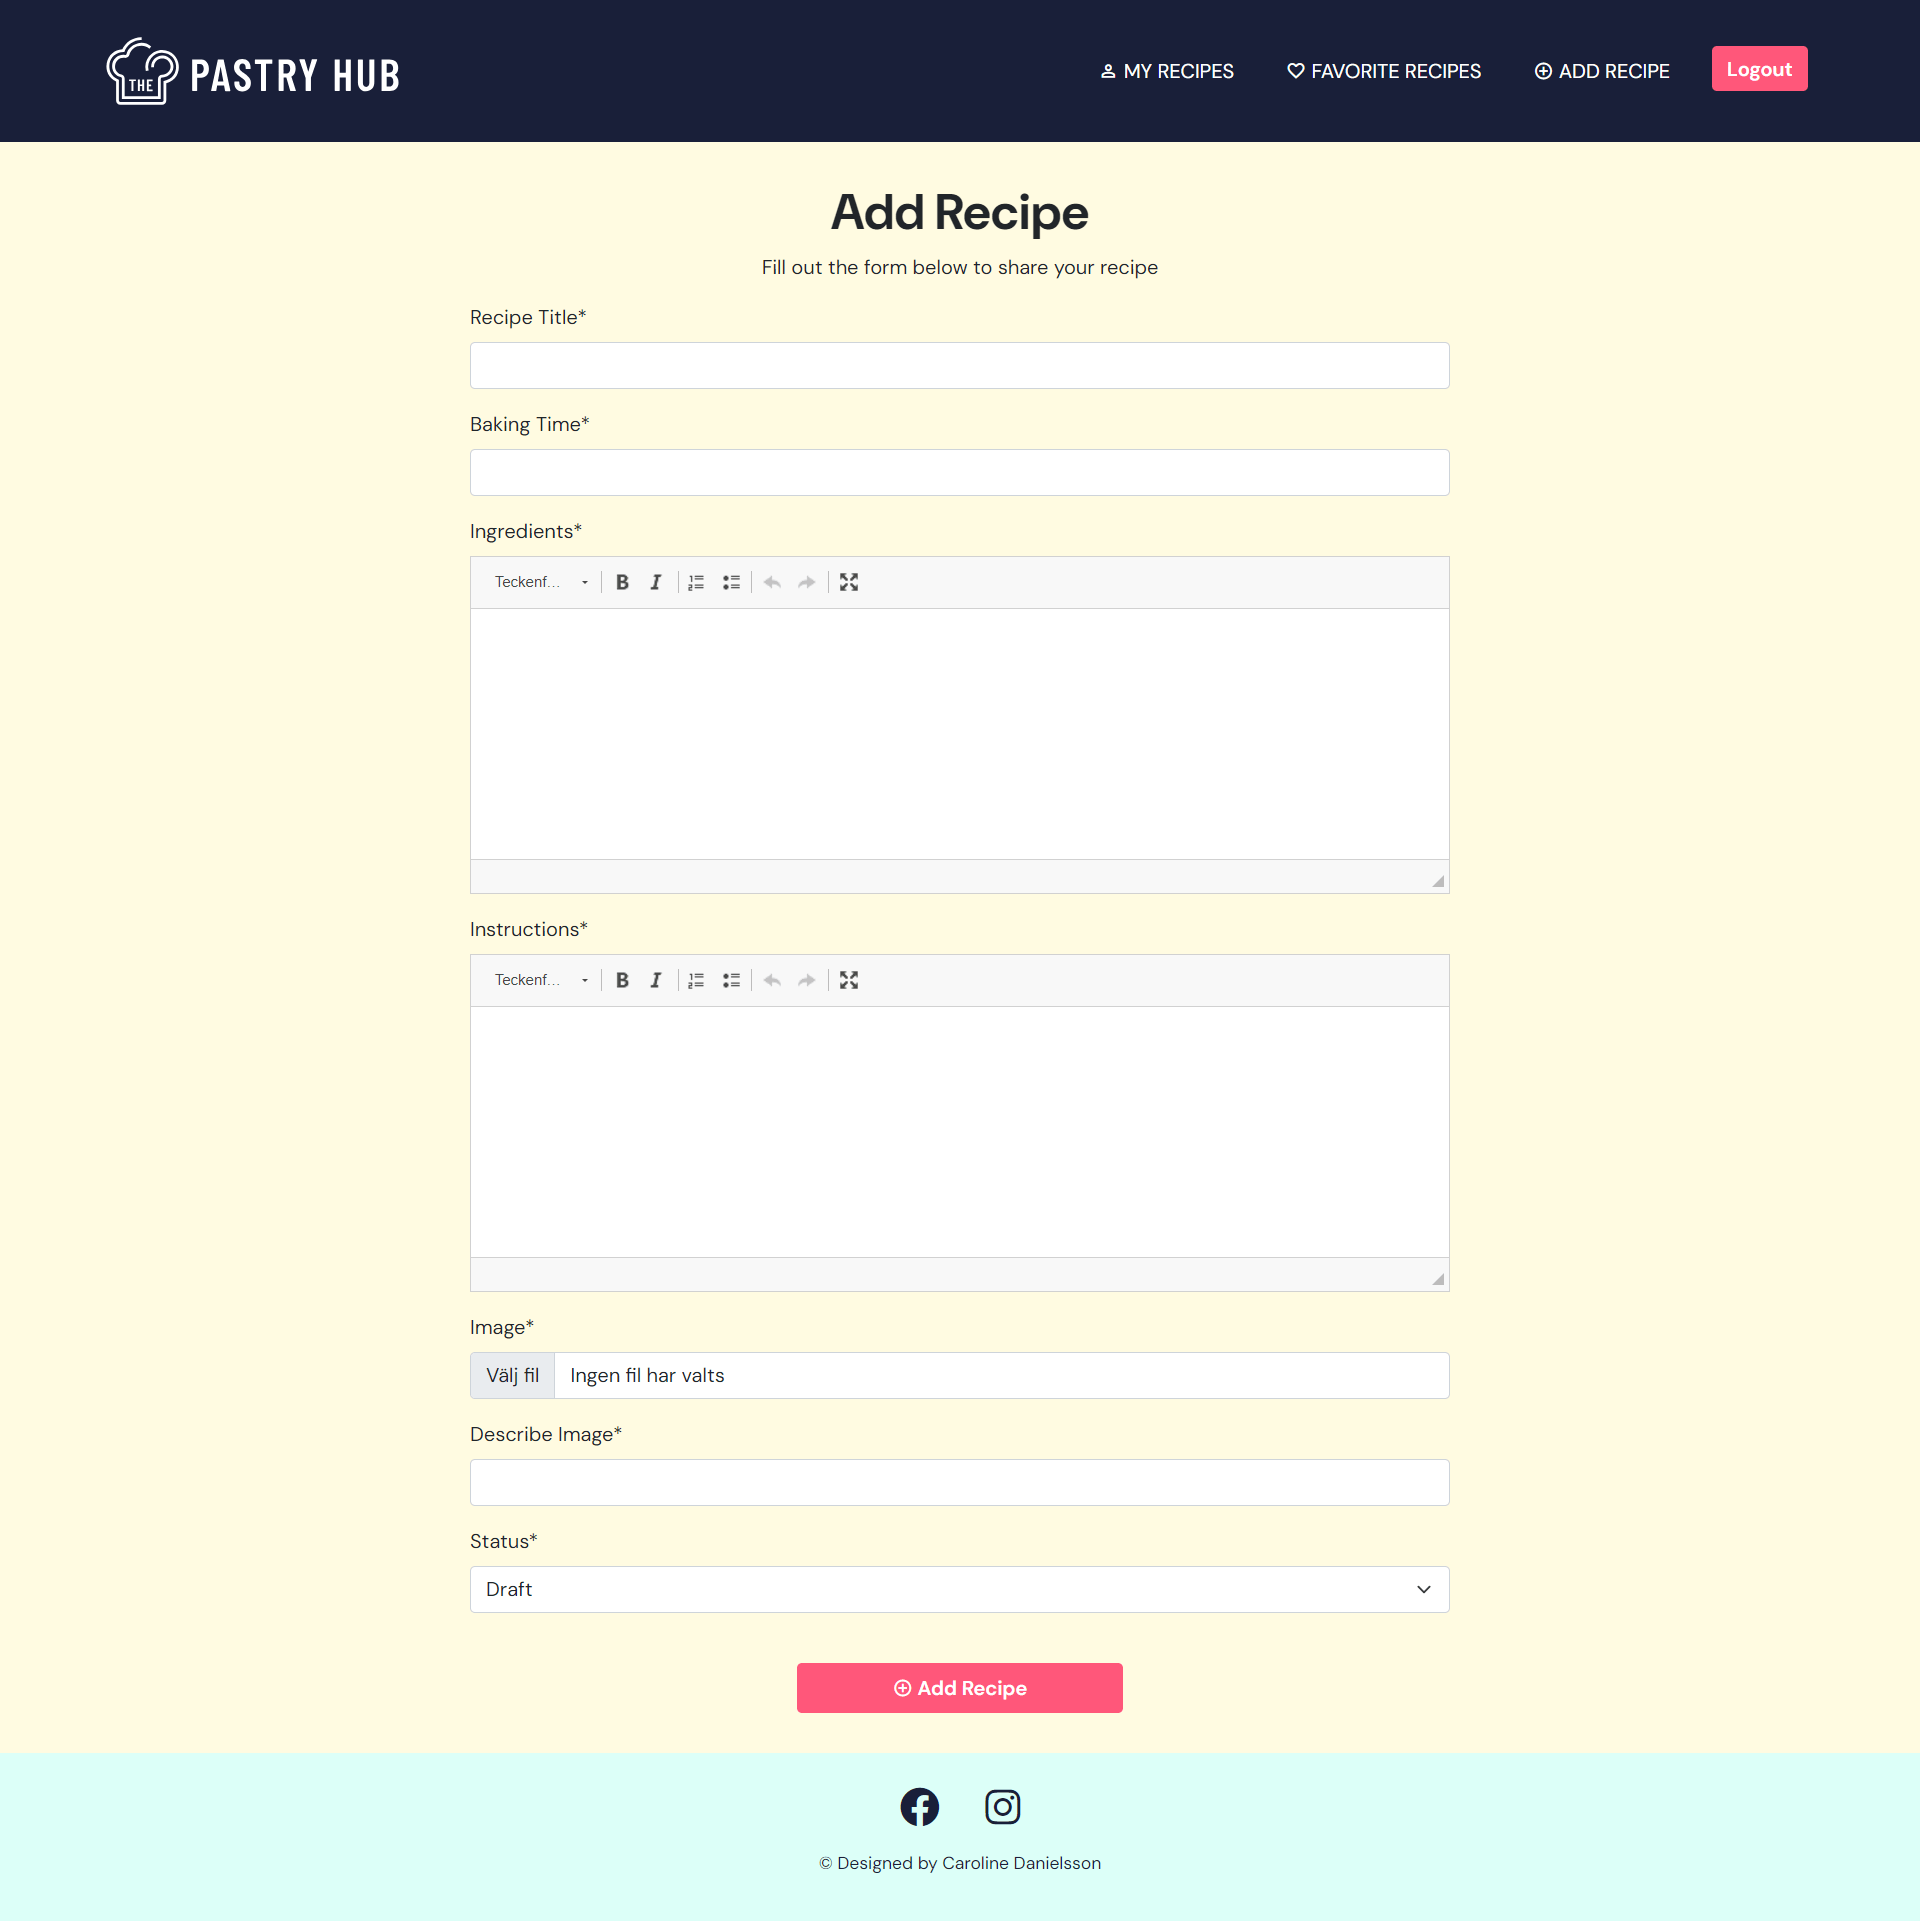 THE PASTRY HUB
MY RECIPES
FAVORITE RECIPES
ADD RECIPE
Logout
Add Recipe
Fill out the form below to share your recipe
Recipe Title*
Baking Time*
Ingredients*
Teckenf...
Instructions*
Teckenf...
Image*
Välj fil Ingen fil har valts
Describe Image*
Status*
Draft
Add Recipe
© Designed by Caroline Danielsson